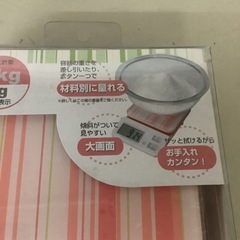 kg
g
表示
容器の重さを
差し引いたり、
ボタン一つで
材料別に量れる
傾斜がついて
見やすい
大画面
サッと拭けるから
お手入れ
カンタン！